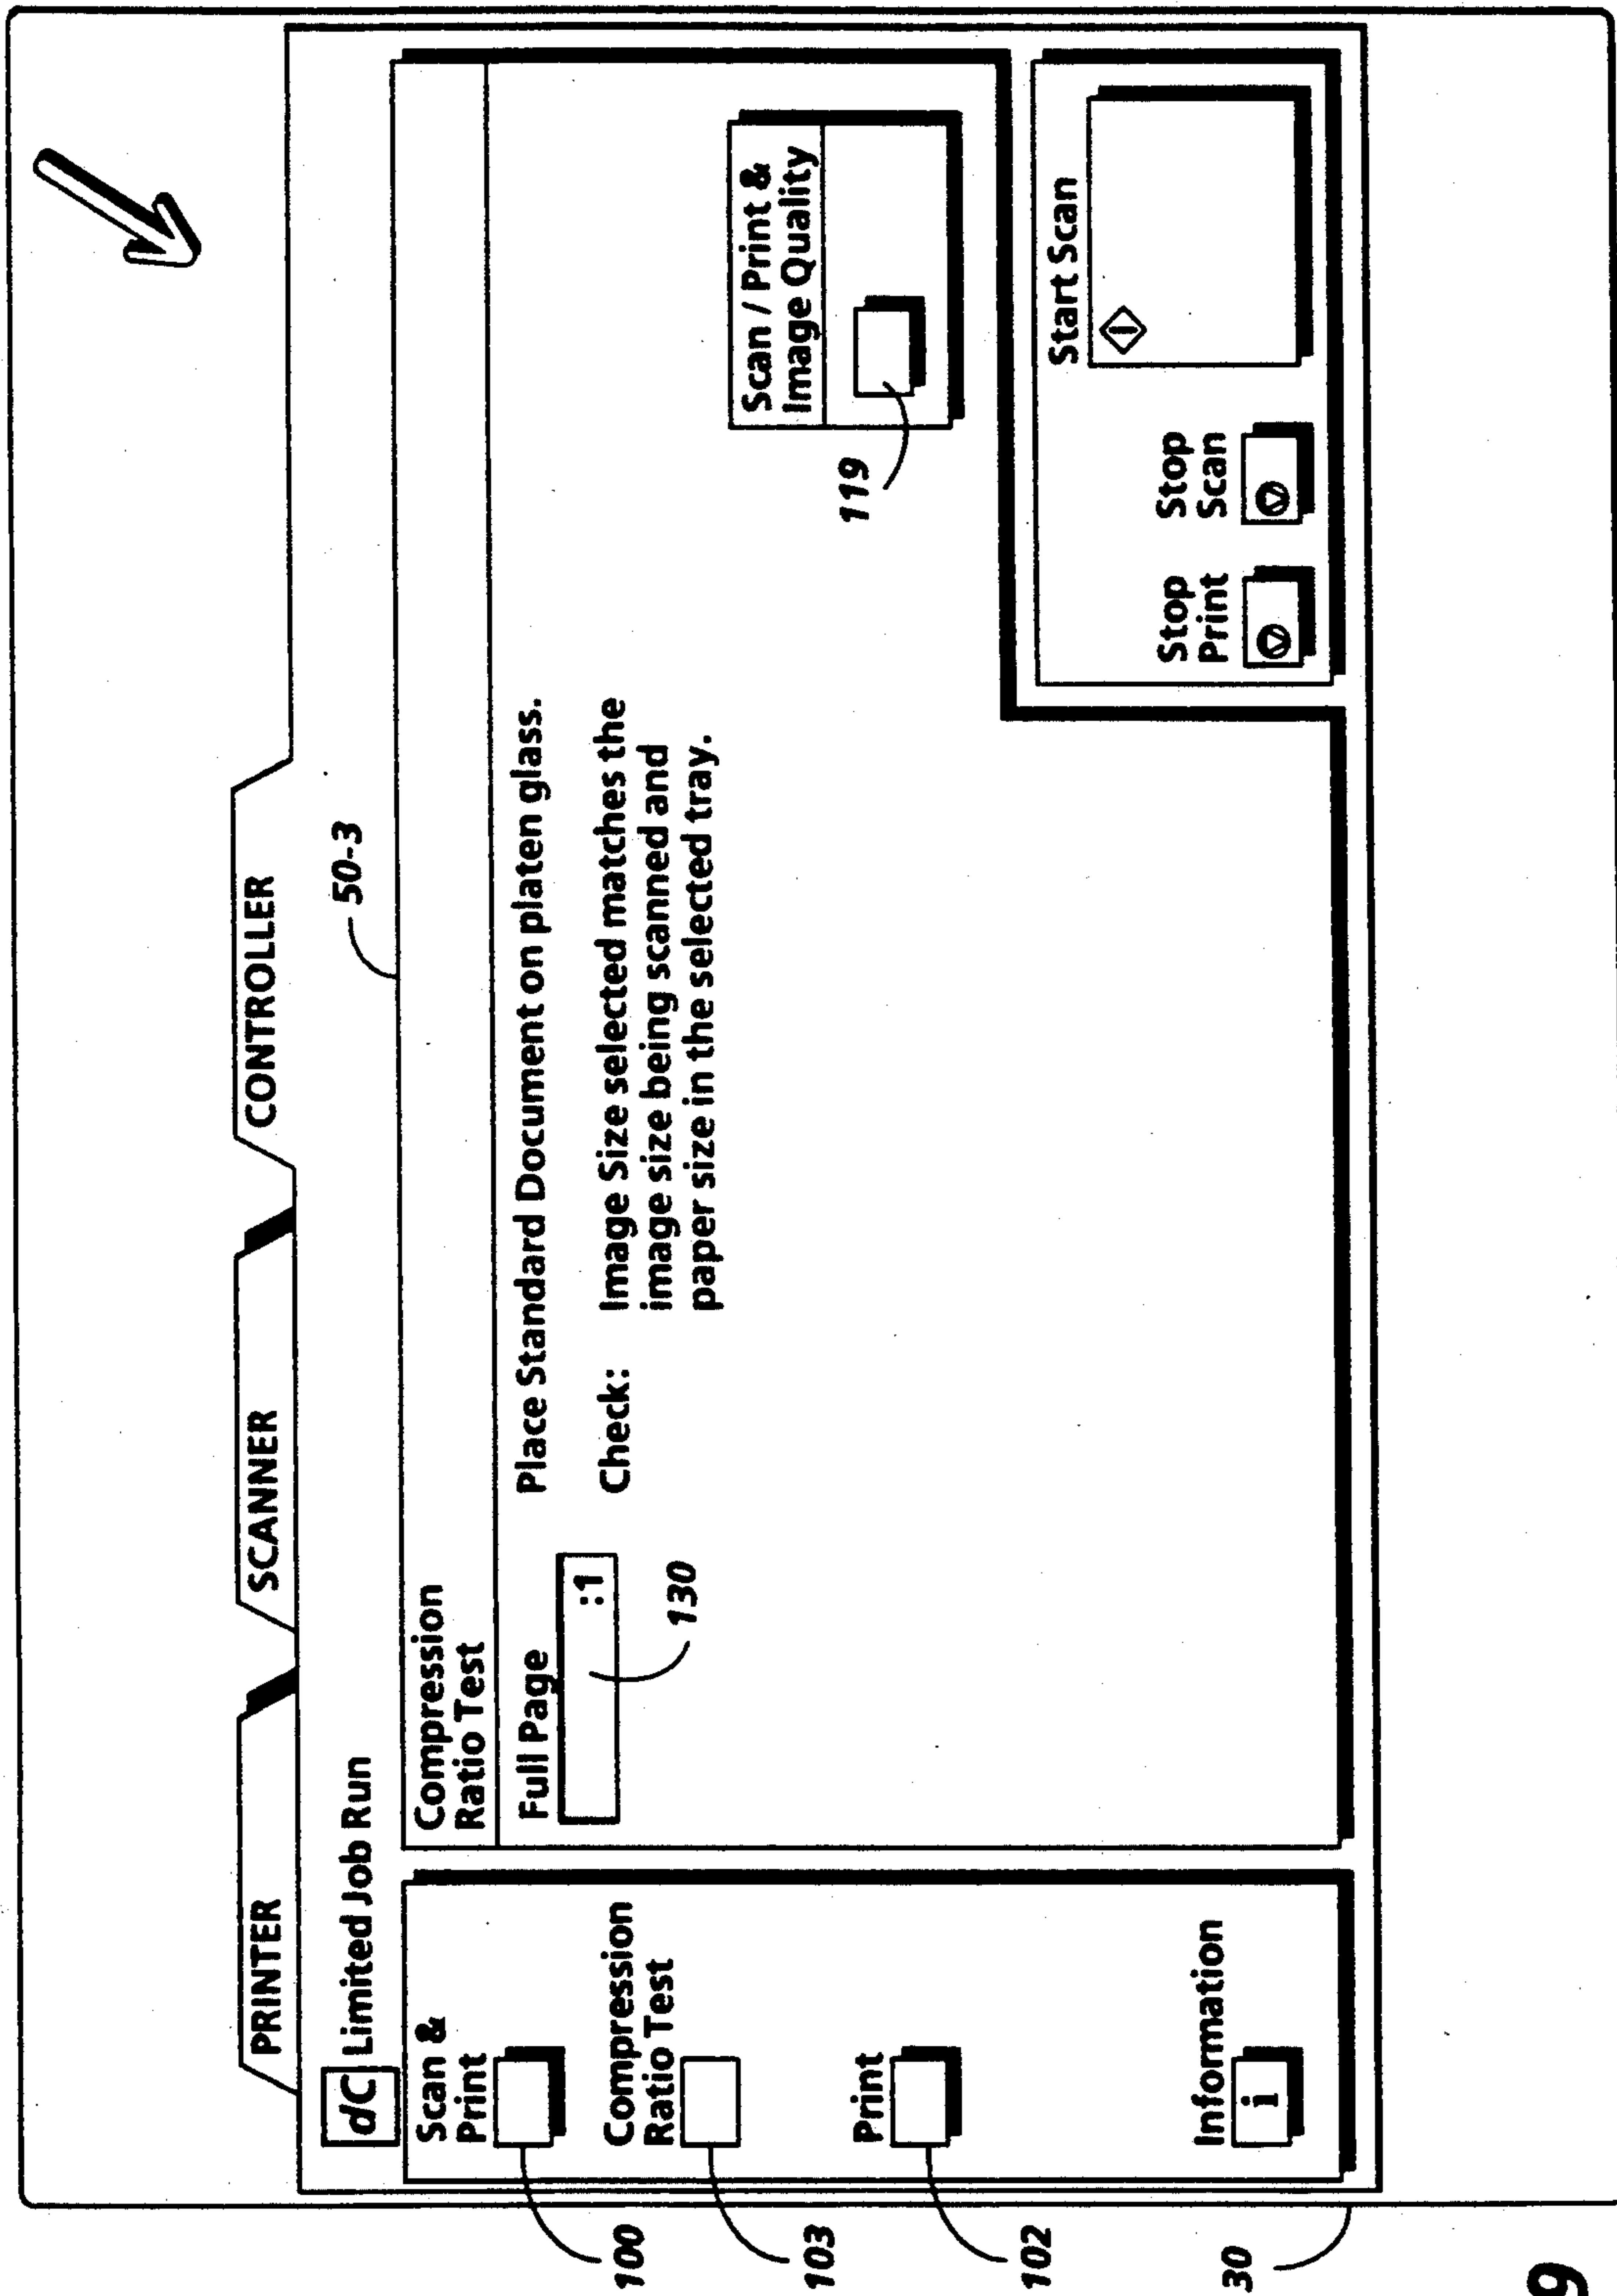 PRINTER
SCANNER
CONTROLLER
dC Limited Job Run
50-3
Scan &
Print
100
Compression
Ratio Test
103
Print
102
Information
i
30
Compression
Ratio Test
Full Page
:1
130
Place Standard Document on platen glass.
Check: Image Size selected matches the
image size being scanned and
paper size in the selected tray.
Scan / Print &
Image Quality
119
Stop
Print
Stop
Scan
Start Scan
9